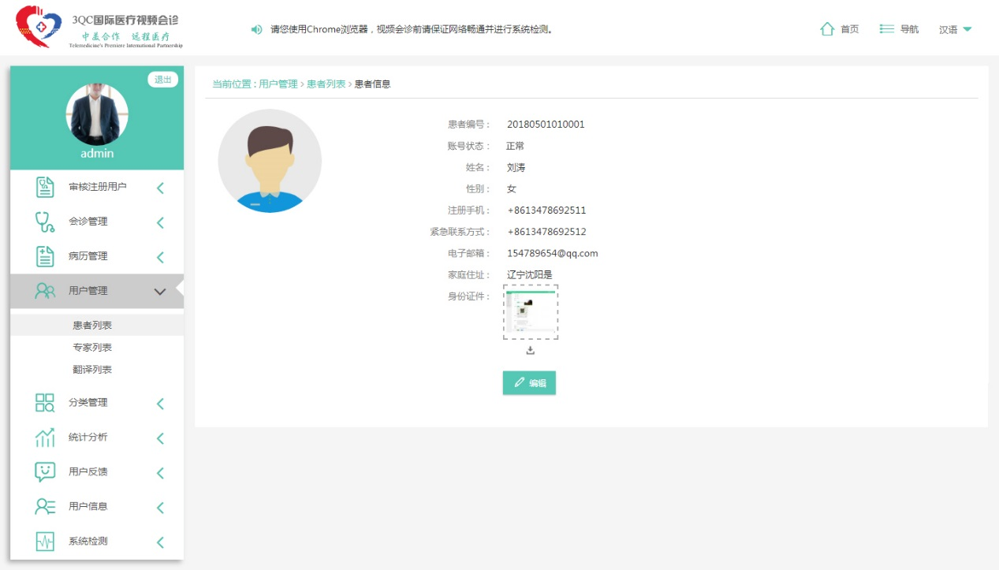 3QC国际医疗视频会诊
中美合作 远程医疗
Telemedicine's Premiere International Partnership
请您使用Chrome浏览器，视频会诊前请保证网络畅通并进行系统检测。
首页
导航
汉语
退出
admin
审核注册用户
会诊管理
病历管理
用户管理
患者列表
专家列表
翻译列表
分类管理
统计分析
用户反馈
用户信息
系统检测
当前位置 : 用户管理 › 患者列表 › 患者信息
患者编号： 20180501010001
账号状态： 正常
姓名： 刘涛
性别： 女
注册手机： +8613478692511
紧急联系方式： +8613478692512
电子邮箱： 154789654@qq.com
家庭住址： 辽宁沈阳是
身份证件：
编辑